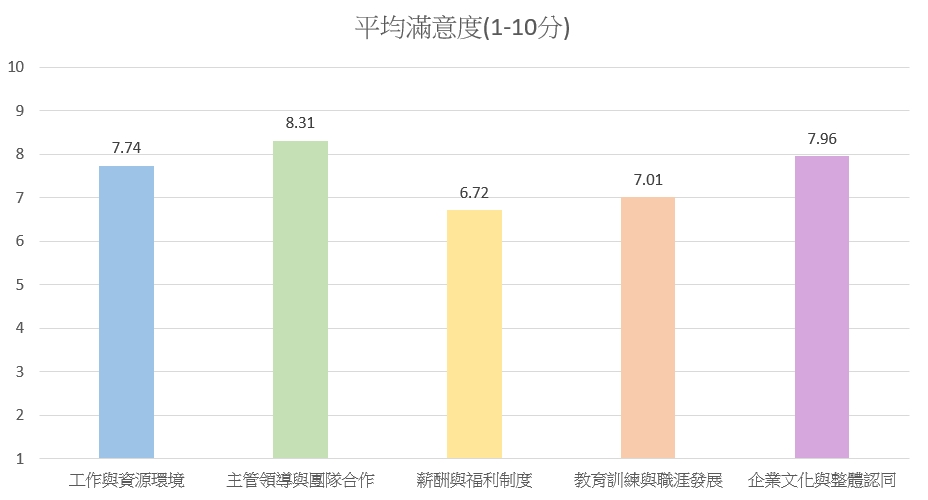 平均滿意度(1-10分)
10
9
8
7
6
5
4
3
2
1
7.74
8.31
6.72
7.01
7.96
工作與資源環境
主管領導與團隊合作
薪酬與福利制度
教育訓練與職涯發展
企業文化與整體認同